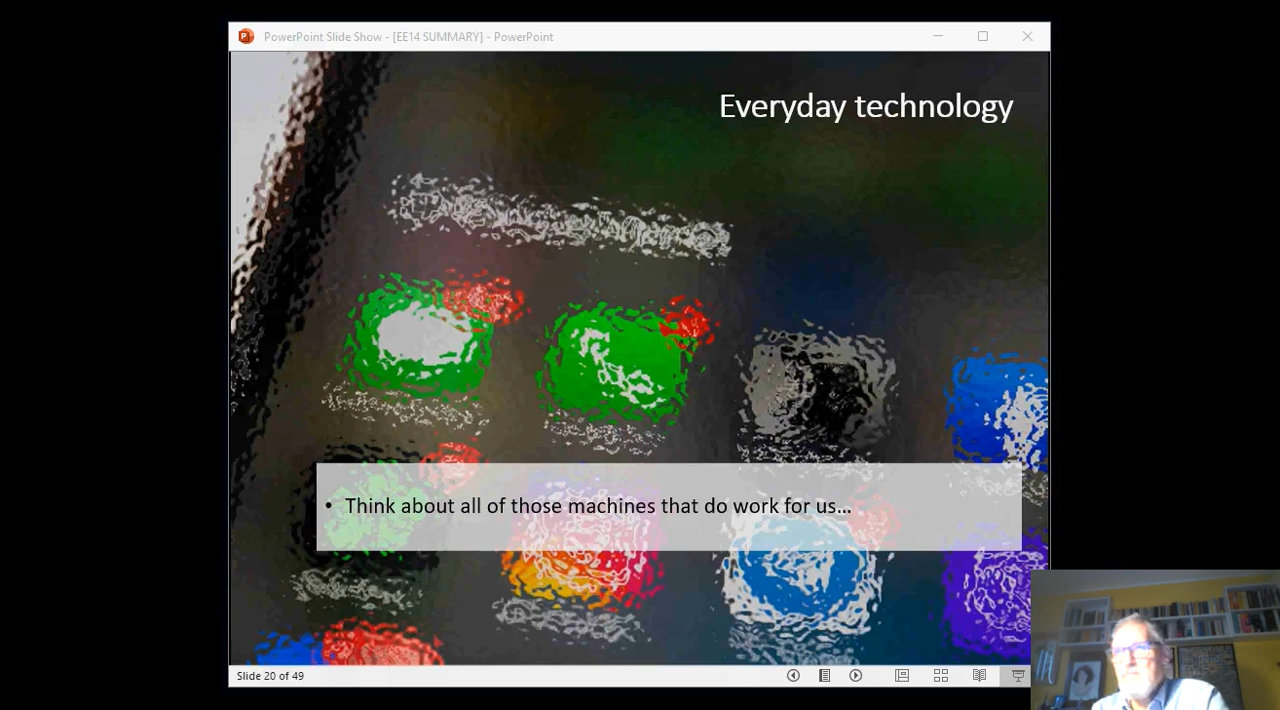 PowerPoint Slide Show - [EE14 SUMMARY] - PowerPoint
Everyday technology
• Think about all of those machines that do work for us...
Slide 20 of 49